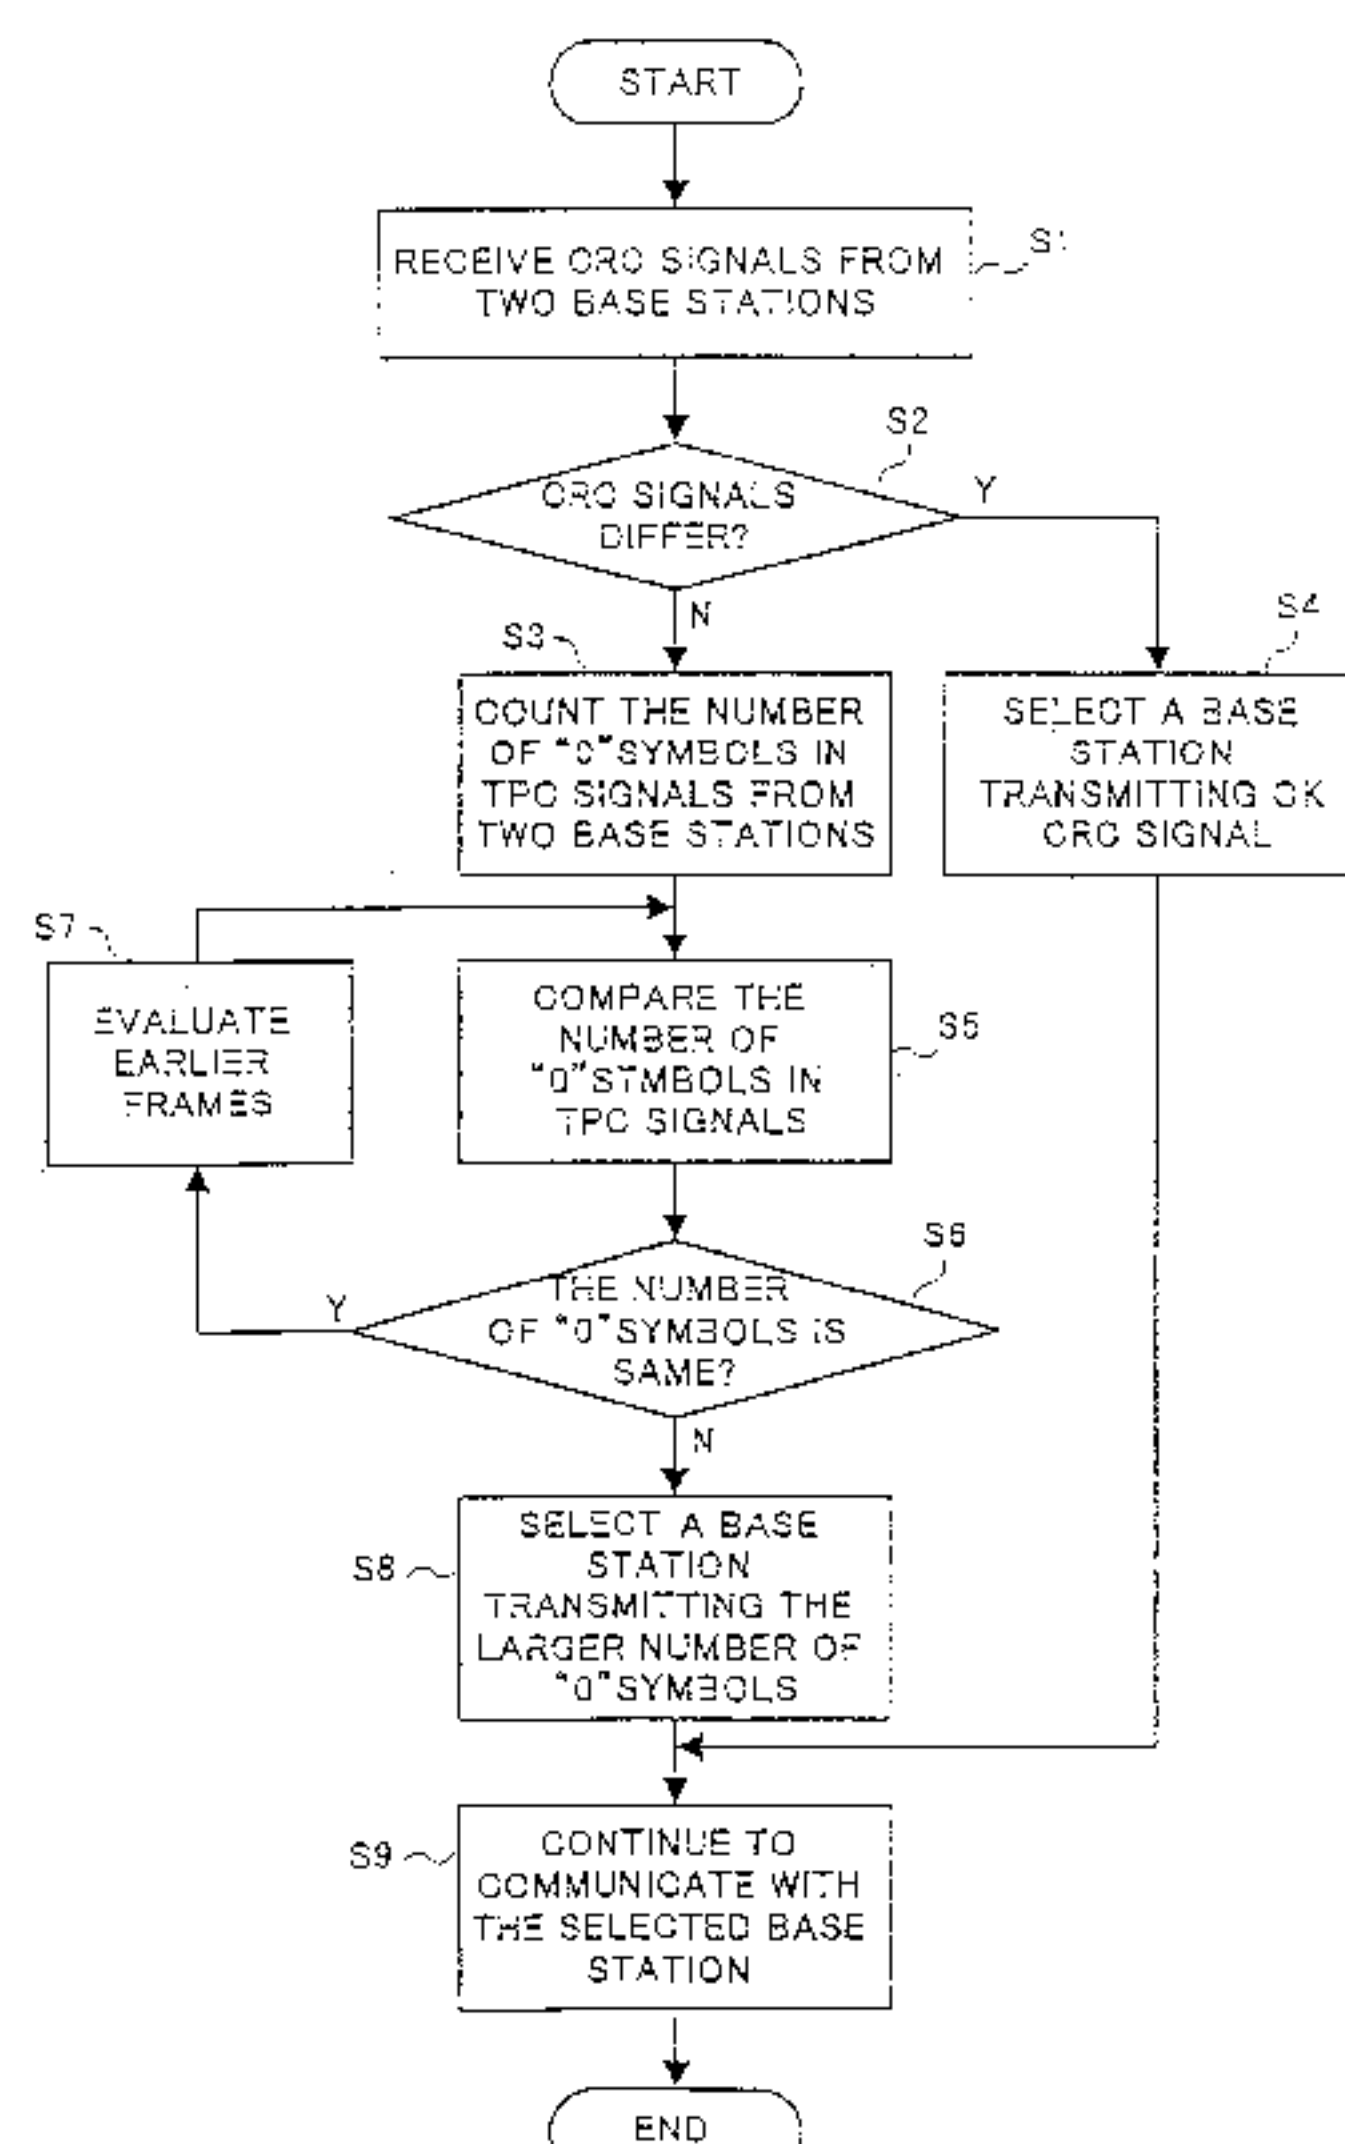 START
RECEIVE CRC SIGNALS FROM
TWO BASE STATIONS
S1
S2
CRC SIGNALS
DIFFER?
Y
N
S3
COUNT THE NUMBER
OF "0" SYMBOLS IN
TPC SIGNALS FROM
TWO BASE STATIONS
S4
SELECT A BASE
STATION
TRANSMITTING OK
CRC SIGNAL
S7
EVALUATE
EARLIER
FRAMES
COMPARE THE
NUMBER OF
"0" STMBOLS IN
TPC SIGNALS
S5
S6
THE NUMBER
OF "0" SYMBOLS IS
SAME?
Y
N
S8
SELECT A BASE
STATION
TRANSMITTING THE
LARGER NUMBER OF
"0" SYMBOLS
S9
CONTINUE TO
COMMUNICATE WITH
THE SELECTED BASE
STATION
END